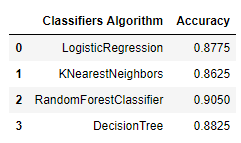 Classifiers Algorithm Accuracy
0 LogisticRegression 0.8775
1 KNearestNeighbors 0.8625
2 RandomForestClassifier 0.9050
3 DecisionTree 0.8825